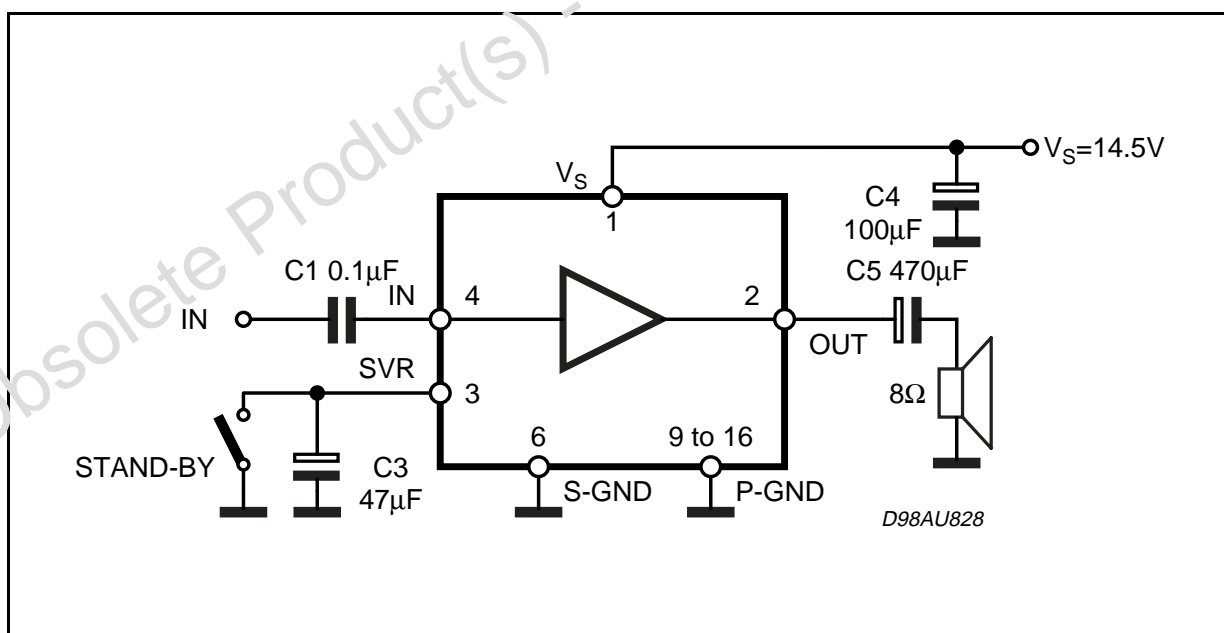 Obsolete Product(s) -
V_S=14.5V
V_S
1
C4
100µF
C1 0.1µF
C5 470µF
IN
IN
4
2
OUT
SVR
3
8Ω
STAND-BY
C3
47µF
6
S-GND
9 to 16
P-GND
D98AU828